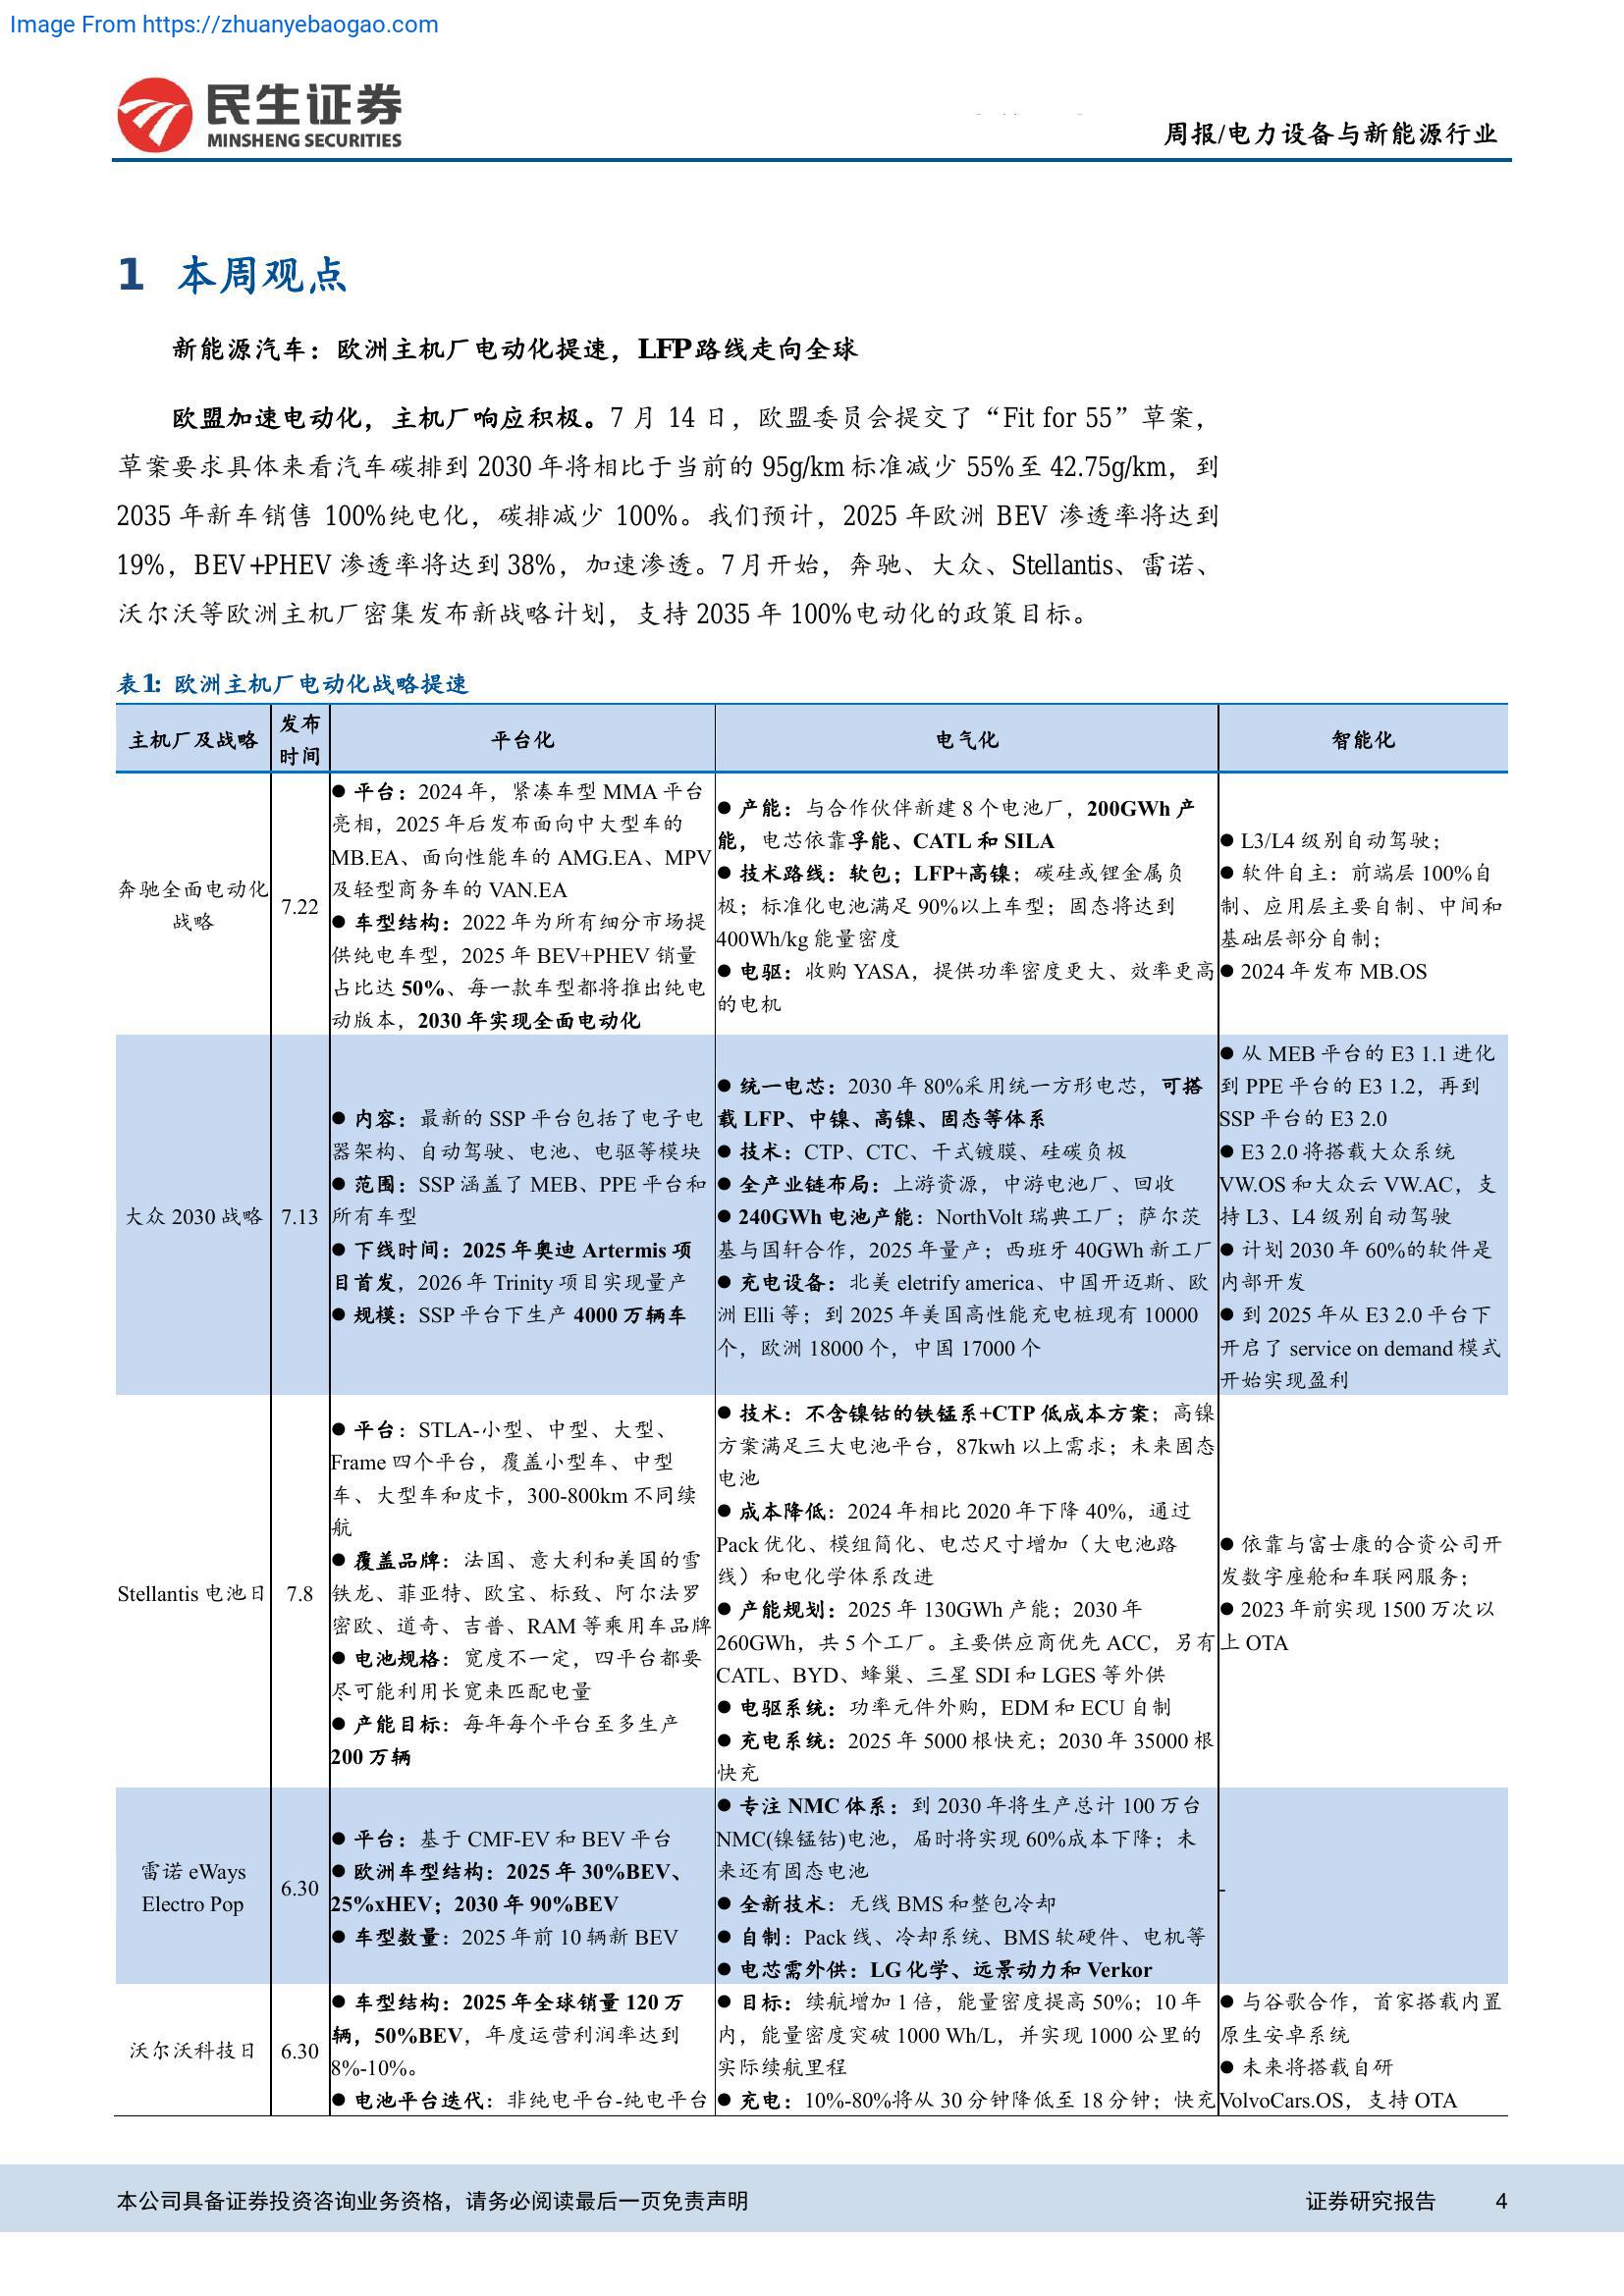 Image From https://zhuanyebaogao.com
民生证券
MINSHENG SECURITIES
周报/电力设备与新能源行业
1 本周观点
新能源汽车：欧洲主机厂电动化提速，LFP路线走向全球
欧盟加速电动化，主机厂响应积极。7 月 14 日，欧盟委员会提交了“Fit for 55”草案，
草案要求具体来看汽车碳排到 2030 年将相比于当前的 95g/km 标准减少 55%至 42.75g/km，到
2035 年新车销售 100%纯电化，碳排减少 100%。我们预计，2025 年欧洲 BEV 渗透率将达到
19%，BEV+PHEV 渗透率将达到 38%，加速渗透。7 月开始，奔驰、大众、Stellantis、雷诺、
沃尔沃等欧洲主机厂密集发布新战略计划，支持 2035 年 100%电动化的政策目标。
表1：欧洲主机厂电动化战略提速
主机厂及战略
发布
时间
平台化
电气化
智能化
奔驰全面电动化
战略
7.22
● 平台：2024 年，紧凑车型 MMA 平台
亮相，2025 年后发布面向中大型车的
MB.EA、面向性能车的 AMG.EA、MPV
及轻型商务车的 VAN.EA
● 车型结构：2022 年为所有细分市场提
供纯电车型，2025 年 BEV+PHEV 销量
占比达 50%、每一款车型都将推出纯电
动版本，2030 年实现全面电动化
● 产能：与合作伙伴新建 8 个电池厂，200GWh 产
能，电芯依靠孚能、CATL 和 SILA
● 技术路线：软包；LFP+高镍；碳硅或锂金属负
极；标准化电池满足 90%以上车型；固态将达到
400Wh/kg 能量密度
● 电驱：收购 YASA，提供功率密度更大、效率更高
的电机
● L3/L4 级别自动驾驶；
● 软件自主：前端层 100%自
制、应用层主要自制、中间和
基础层部分自制；
● 2024 年发布 MB.OS
大众 2030 战略
7.13
● 内容：最新的 SSP 平台包括了电子电
器架构、自动驾驶、电池、电驱等模块
● 范围：SSP 涵盖了 MEB、PPE 平台和
所有车型
● 下线时间：2025 年奥迪 Artermis 项
目首发，2026 年 Trinity 项目实现量产
● 规模：SSP 平台下生产 4000 万辆车
● 统一电芯：2030 年 80%采用统一方形电芯，可搭
载 LFP、中镍、高镍、固态等体系
● 技术：CTP、CTC、干式镀膜、硅碳负极
● 全产业链布局：上游资源，中游电池厂、回收
● 240GWh 电池产能：NorthVolt 瑞典工厂；萨尔茨
基与国轩合作，2025 年量产；西班牙 40GWh 新工厂
● 充电设备：北美 eletrify america、中国开迈斯、欧
洲 Elli 等；到 2025 年美国高性能充电桩现有 10000
个，欧洲 18000 个，中国 17000 个
● 从 MEB 平台的 E3 1.1 进化
到 PPE 平台的 E3 1.2，再到
SSP 平台的 E3 2.0
● E3 2.0 将搭载大众系统
VW.OS 和大众云 VW.AC，支
持 L3、L4 级别自动驾驶
● 计划 2030 年 60%的软件是
内部开发
● 到 2025 年从 E3 2.0 平台下
开启了 service on demand 模式
开始实现盈利
Stellantis 电池日
7.8
● 平台：STLA-小型、中型、大型、
Frame 四个平台，覆盖小型车、中型
车、大型车和皮卡，300-800km 不同续
航
● 覆盖品牌：法国、意大利和美国的雪
铁龙、菲亚特、欧宝、标致、阿尔法罗
密欧、道奇、吉普、RAM 等乘用车品牌
● 电池规格：宽度不一定，四平台都要
尽可能利用长宽来匹配电量
● 产能目标：每年每个平台至多生产
200 万辆
● 技术：不含镍钴的铁锰系+CTP 低成本方案；高镍
方案满足三大电池平台，87kwh 以上需求；未来固态
电池
● 成本降低：2024 年相比 2020 年下降 40%，通过
Pack 优化、模组简化、电芯尺寸增加（大电池路
线）和电化学体系改进
● 产能规划：2025 年 130GWh 产能；2030 年
260GWh，共 5 个工厂。主要供应商优先 ACC，另有
CATL、BYD、蜂巢、三星 SDI 和 LGES 等外供
● 电驱系统：功率元件外购，EDM 和 ECU 自制
● 充电系统：2025 年 5000 根快充；2030 年 35000 根
快充
● 依靠与富士康的合资公司开
发数字座舱和车联网服务；
● 2023 年前实现 1500 万次以
上 OTA
雷诺 eWays
Electro Pop
6.30
● 平台：基于 CMF-EV 和 BEV 平台
● 欧洲车型结构：2025 年 30%BEV、
25%xHEV；2030 年 90%BEV
● 车型数量：2025 年前 10 辆新 BEV
● 专注 NMC 体系：到 2030 年将生产总计 100 万台
NMC(镍锰钴)电池，届时将实现 60%成本下降；未
来还有固态电池
● 全新技术：无线 BMS 和整包冷却
● 自制：Pack 线、冷却系统、BMS 软硬件、电机等
● 电芯需外供：LG 化学、远景动力和 Verkor
-
沃尔沃科技日
6.30
● 车型结构：2025 年全球销量 120 万
辆，50%BEV，年度运营利润率达到
8%-10%。
● 电池平台迭代：非纯电平台-纯电平台
● 目标：续航增加 1 倍，能量密度提高 50%；10 年
内，能量密度突破 1000 Wh/L，并实现 1000 公里的
实际续航里程
● 充电：10%-80%将从 30 分钟降低至 18 分钟；快充
● 与谷歌合作，首家搭载内置
原生安卓系统
● 未来将搭载自研
VolvoCars.OS，支持 OTA
本公司具备证券投资咨询业务资格，请务必阅读最后一页免责声明
证券研究报告
4